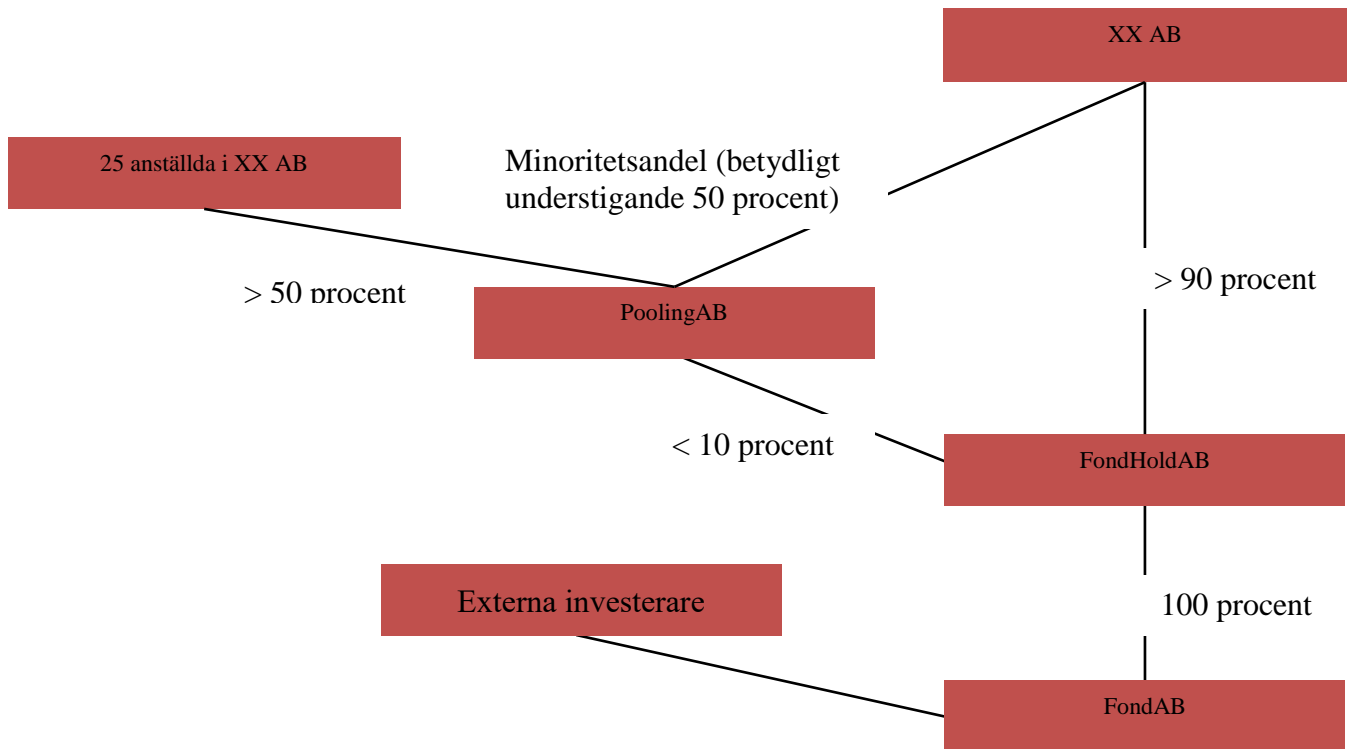 XX AB
25 anställda i XX AB
Minoritetsandel (betydligt
understigande 50 procent)
> 50 procent
> 90 procent
PoolingAB
< 10 procent
FondHoldAB
Externa investerare
100 procent
FondAB